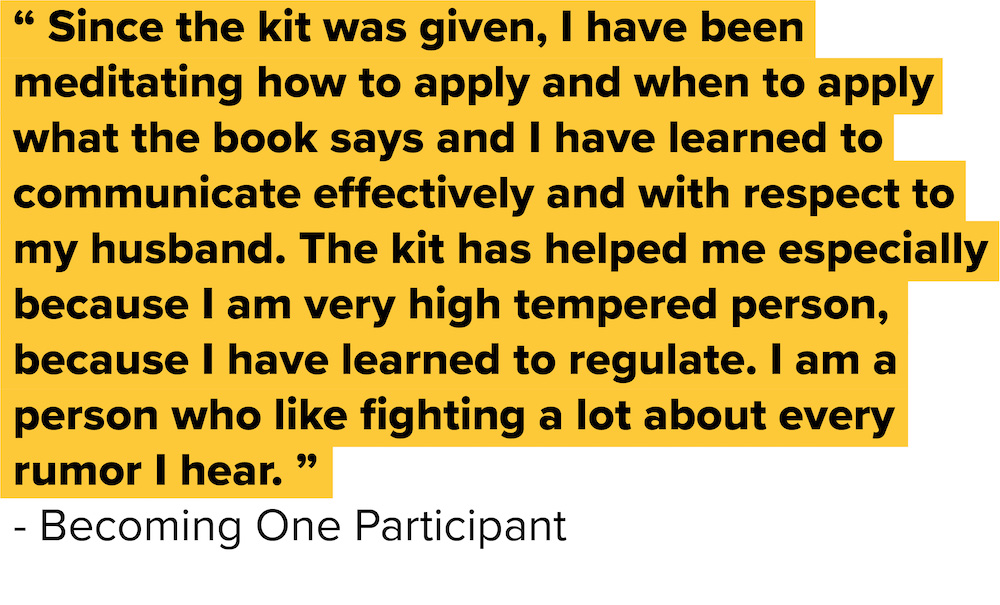 “ Since the kit was given, I have been
meditating how to apply and when to apply
what the book says and I have learned to
communicate effectively and with respect to
my husband. The kit has helped me especially
because I am very high tempered person,
because I have learned to regulate. I am a
person who like fighting a lot about every
rumor I hear. ”
- Becoming One Participant